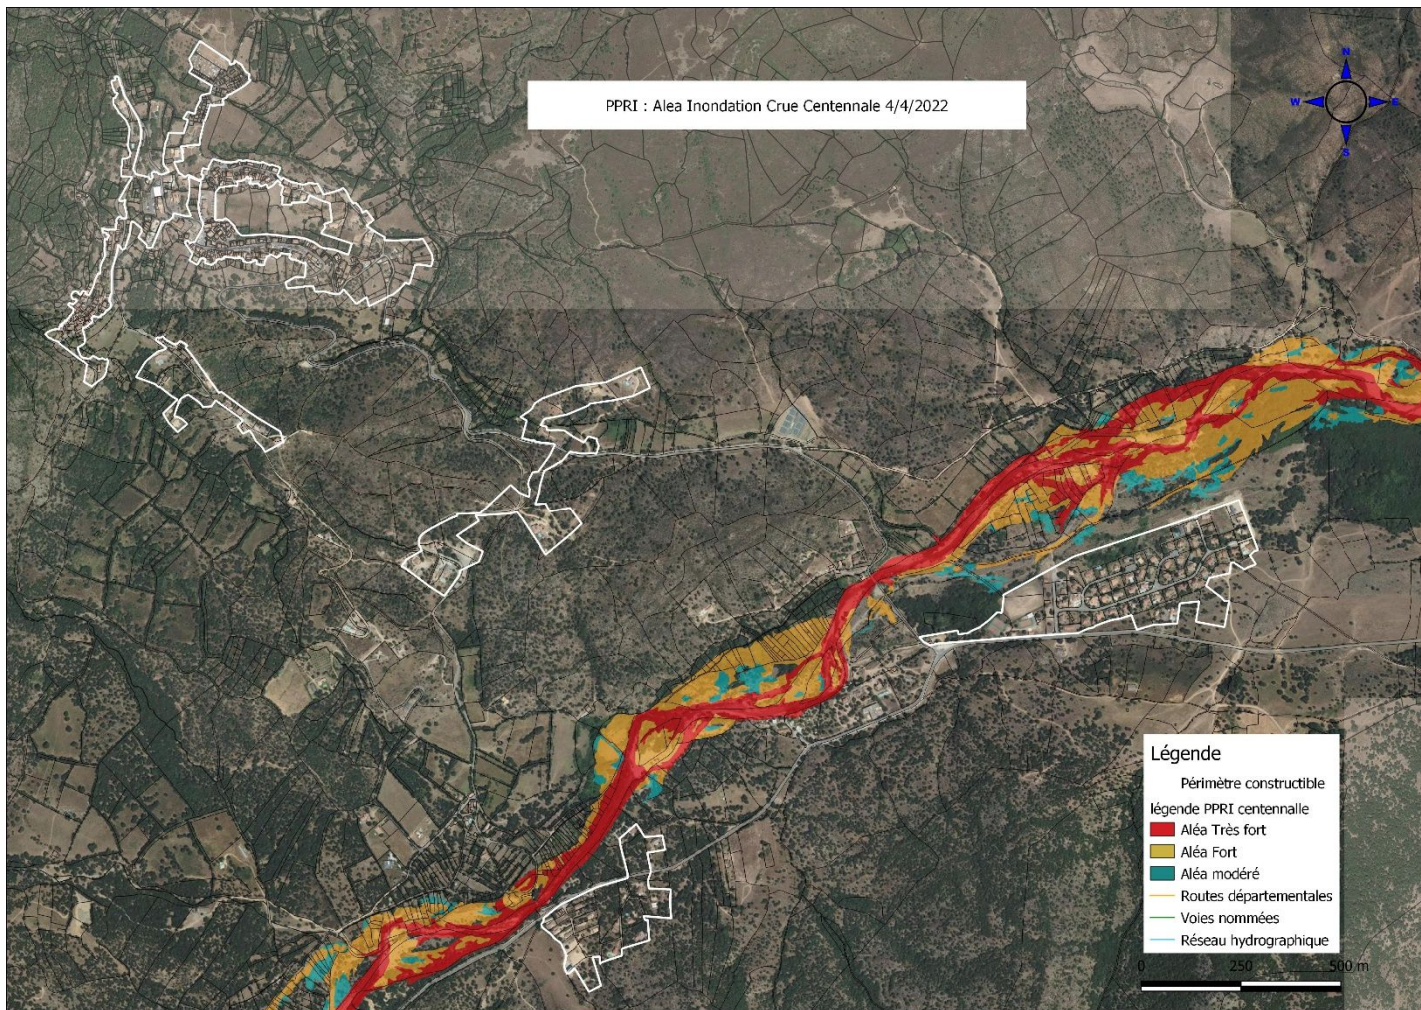 PPRI : Alea Inondation Crue Centennale 4/4/2022
N
W E
S
Légende
Périmètre constructible
légende PPRI centennalle
Aléa Très fort
Aléa Fort
Aléa modéré
Routes départementales
Voies nommées
Réseau hydrographique
0 250 500 m